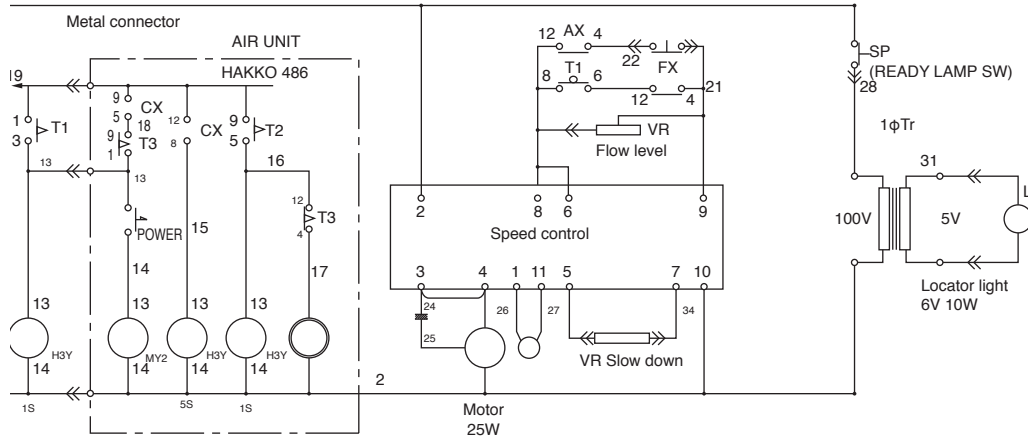 Metal connector
AIR UNIT
HAKKO 486
19
1
3
T1
13
9
5
CX
18
9
1
T3
13
12
8
CX
9
5
T2
16
12
4
T3
POWER
14
15
17
13
13
13
13
H3Y
MY2
H3Y
H3Y
14
14
14
14
1S
5S
1S
2
12
AX
4
22
FX
8
T1
6
12
4
21
VR
Flow level
2
8
6
9
Speed control
3
4
1
11
5
7
10
24
25
26
27
34
VR Slow down
Motor
25W
SP
(READY LAMP SW)
28
1φTr
100V
5V
31
L
Locator light
6V 10W